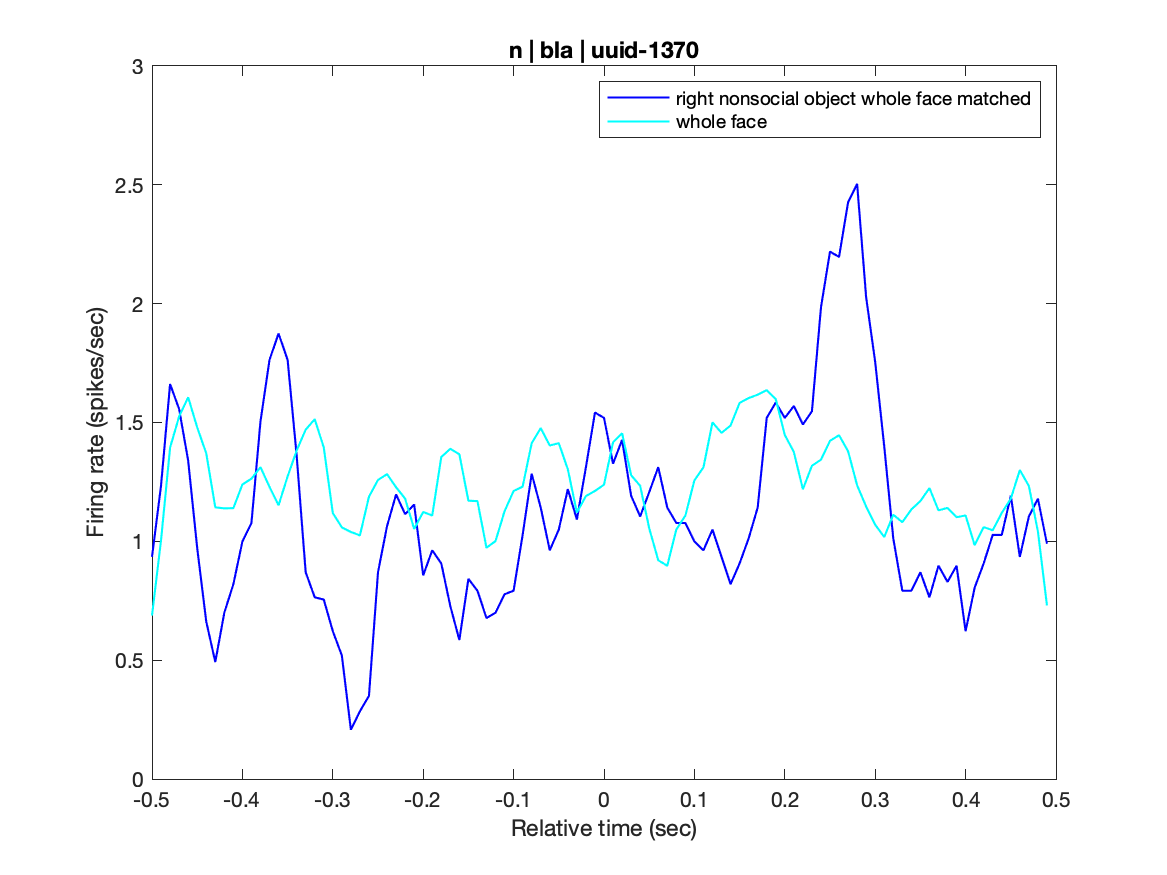 n | bla | uuid-1370
right nonsocial object whole face matched
whole face
3
2.5
2
1.5
1
0.5
0
Firing rate (spikes/sec)
-0.5 -0.4 -0.3 -0.2 -0.1 0 0.1 0.2 0.3 0.4 0.5
Relative time (sec)